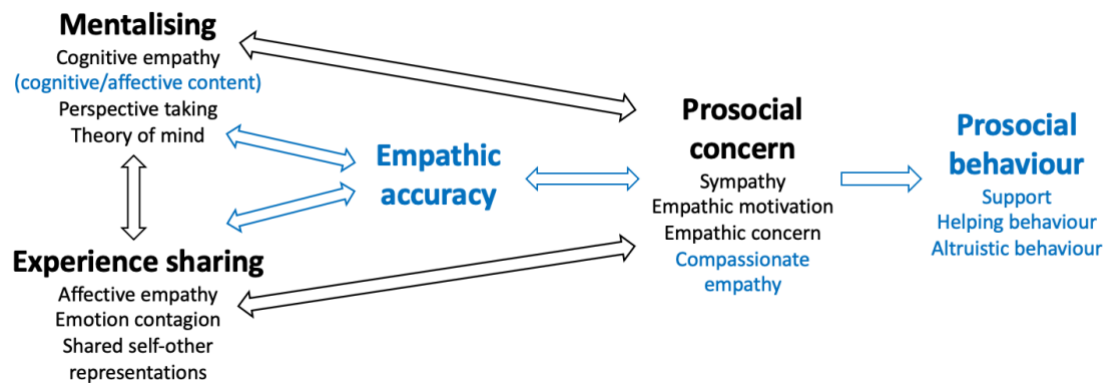 Mentalising
Cognitive empathy
(cognitive/affective content)
Perspective taking
Theory of mind
Experience sharing
Affective empathy
Emotion contagion
Shared self-other
representations
Empathic
accuracy
Prosocial
concern
Sympathy
Empathic motivation
Empathic concern
Compassionate
empathy
Prosocial
behaviour
Support
Helping behaviour
Altruistic behaviour